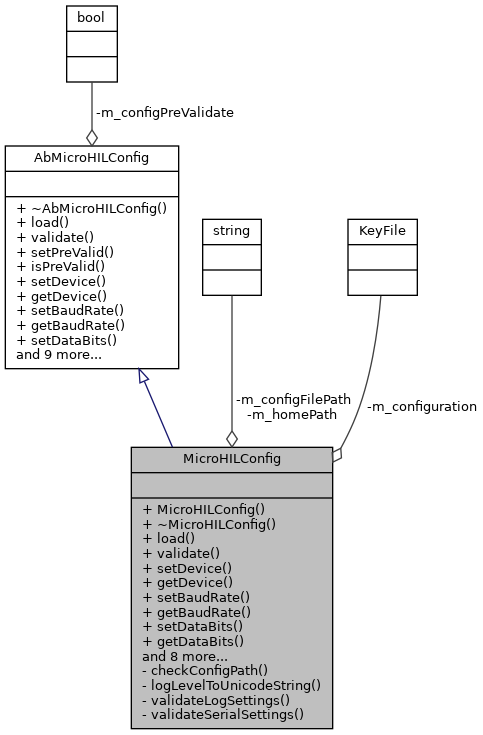 bool
-m_configPreValidate
AbMicroHILConfig
+ ~AbMicroHILConfig()
+ load()
+ validate()
+ setPreValid()
+ isPreValid()
+ setDevice()
+ getDevice()
+ setBaudRate()
+ getBaudRate()
+ setDataBits()
and 9 more...
string
KeyFile
-m_configFilePath
-m_homePath
-m_configuration
MicroHILConfig
+ MicroHILConfig()
+ ~MicroHILConfig()
+ load()
+ validate()
+ setDevice()
+ getDevice()
+ setBaudRate()
+ getBaudRate()
+ setDataBits()
+ getDataBits()
and 8 more...
- checkConfigPath()
- logLevelToUnicodeString()
- validateLogSettings()
- validateSerialSettings()